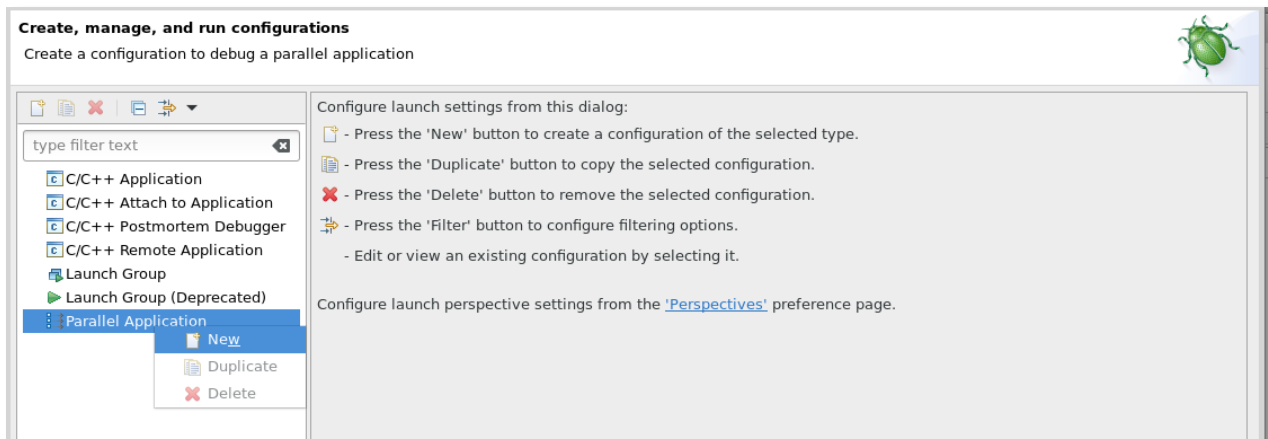 Create, manage, and run configurations
Create a configuration to debug a parallel application
type filter text
C/C++ Application
C/C++ Attach to Application
C/C++ Postmortem Debugger
C/C++ Remote Application
Launch Group
Launch Group (Deprecated)
Parallel Application
New
Duplicate
Delete
Configure launch settings from this dialog:
- Press the 'New' button to create a configuration of the selected type.
- Press the 'Duplicate' button to copy the selected configuration.
- Press the 'Delete' button to remove the selected configuration.
- Press the 'Filter' button to configure filtering options.
- Edit or view an existing configuration by selecting it.
Configure launch perspective settings from the 'Perspectives' preference page.